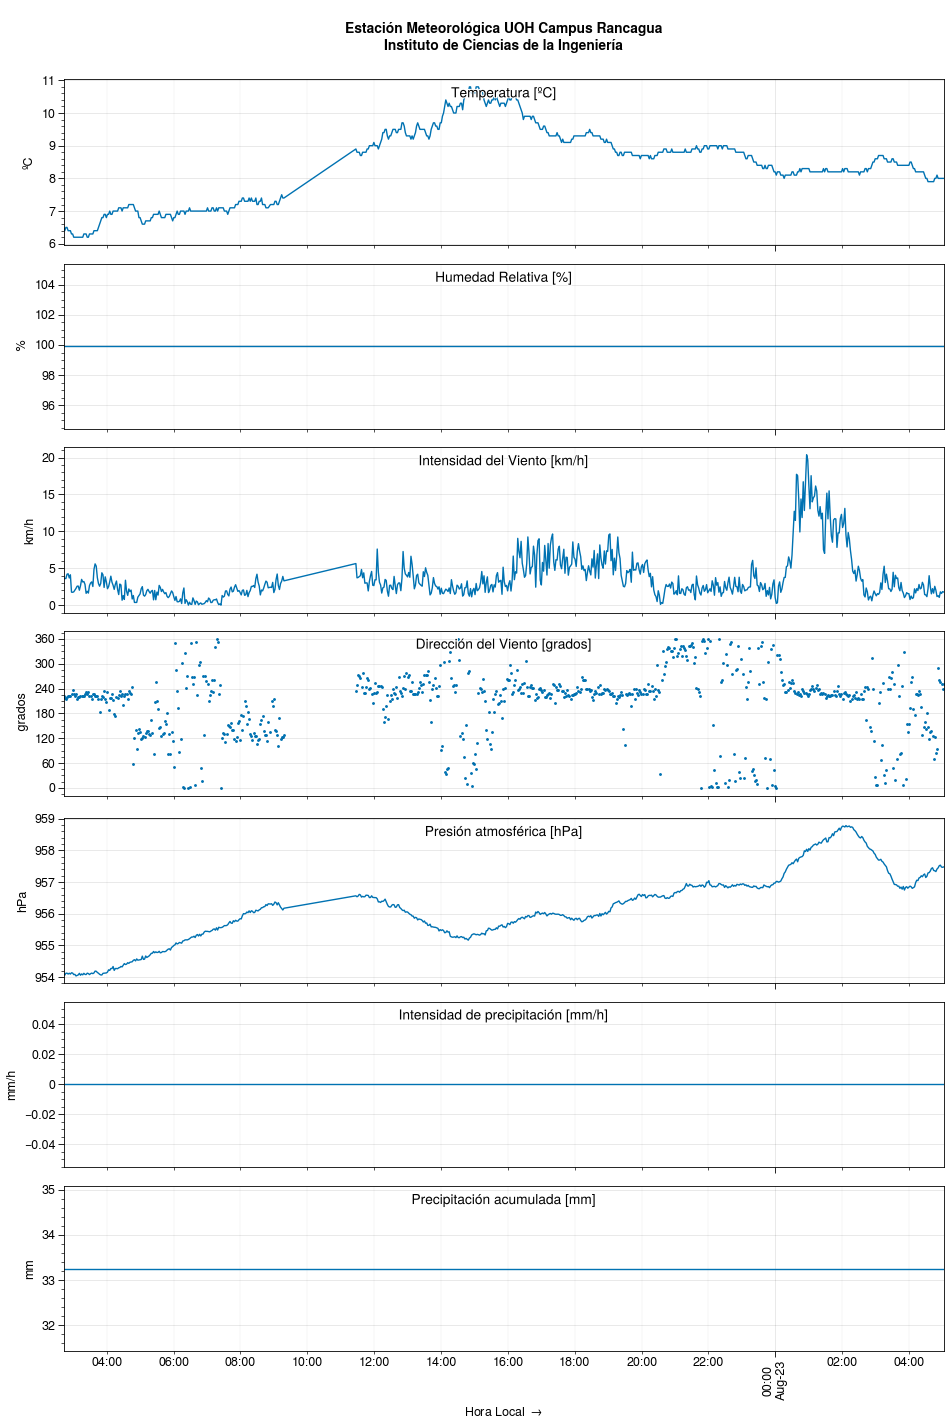 Estación Meteorológica UOH Campus Rancagua
Instituto de Ciencias de la Ingeniería
Temperatura [ºC]
ºC
11
10
9
8
7
6
Humedad Relativa [%]
%
104
102
100
98
96
Intensidad del Viento [km/h]
km/h
20
15
10
5
0
Dirección del Viento [grados]
grados
360
300
240
180
120
60
0
Presión atmosférica [hPa]
hPa
959
958
957
956
955
954
Intensidad de precipitación [mm/h]
mm/h
0.04
0.02
0
−0.02
−0.04
Precipitación acumulada [mm]
mm
35
34
33
32
04:00 06:00 08:00 10:00 12:00 14:00 16:00 18:00 20:00 22:00 00:00 02:00 04:00
Aug-23
Hora Local →